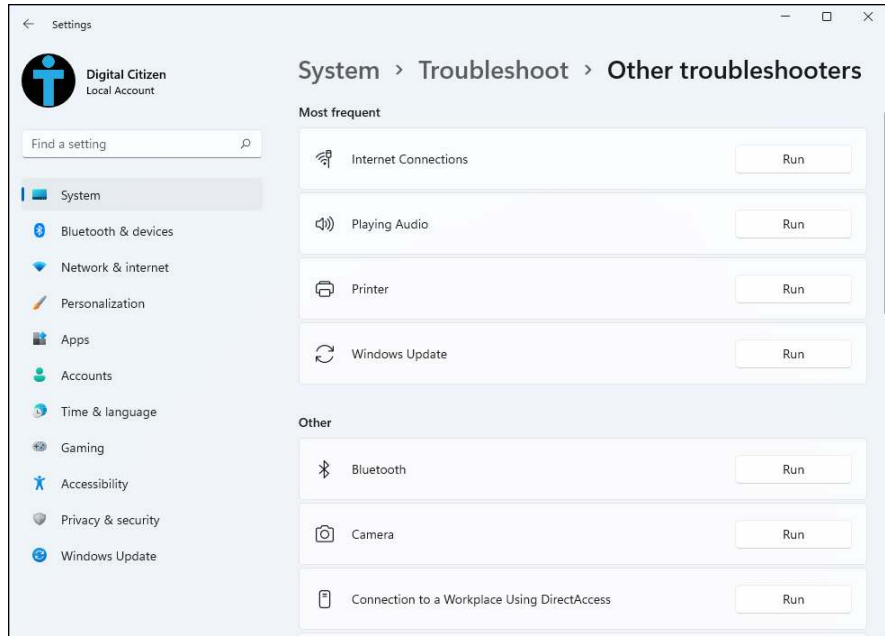 Settings
Digital Citizen
Local Account
Find a setting
System
Bluetooth & devices
Network & internet
Personalization
Apps
Accounts
Time & language
Gaming
Accessibility
Privacy & security
Windows Update
System > Troubleshoot > Other troubleshooters
Most frequent
Internet Connections Run
Playing Audio Run
Printer Run
Windows Update Run
Other
Bluetooth Run
Camera Run
Connection to a Workplace Using DirectAccess Run